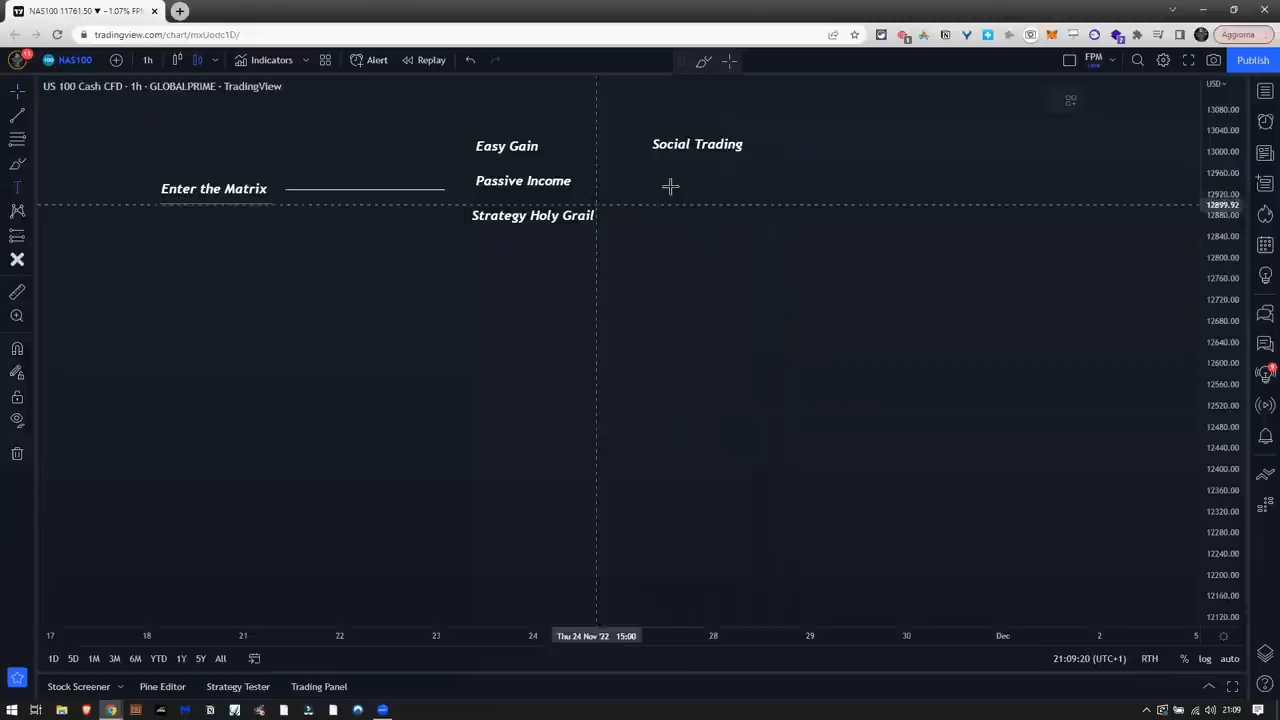 NAS100 11761.50 ▼ −1.07% FPM
tradingview.com/chart/mxUodc1D/
Aggiorna
11
100 NAS100
1h
Indicators
Alert
Replay
FPM
Publish
US 100 Cash CFD · 1h · GLOBALPRIME · TradingView
USD
Easy Gain
Social Trading
Passive Income
Enter the Matrix
Strategy Holy Grail
13080.00
13040.00
13000.00
12960.00
12920.00
12899.92
12880.00
12840.00
12800.00
12760.00
12720.00
12680.00
12640.00
12600.00
12560.00
12520.00
12480.00
12440.00
12400.00
12360.00
12320.00
12280.00
12240.00
12200.00
12160.00
12120.00
17 18 21 22 23 24 Thu 24 Nov '22 15:00 28 29 30 Dec 2 5
1D 5D 1M 3M 6M YTD 1Y 5Y All
21:09:20 (UTC+1) RTH % log auto
Stock Screener Pine Editor Strategy Tester Trading Panel
21:09